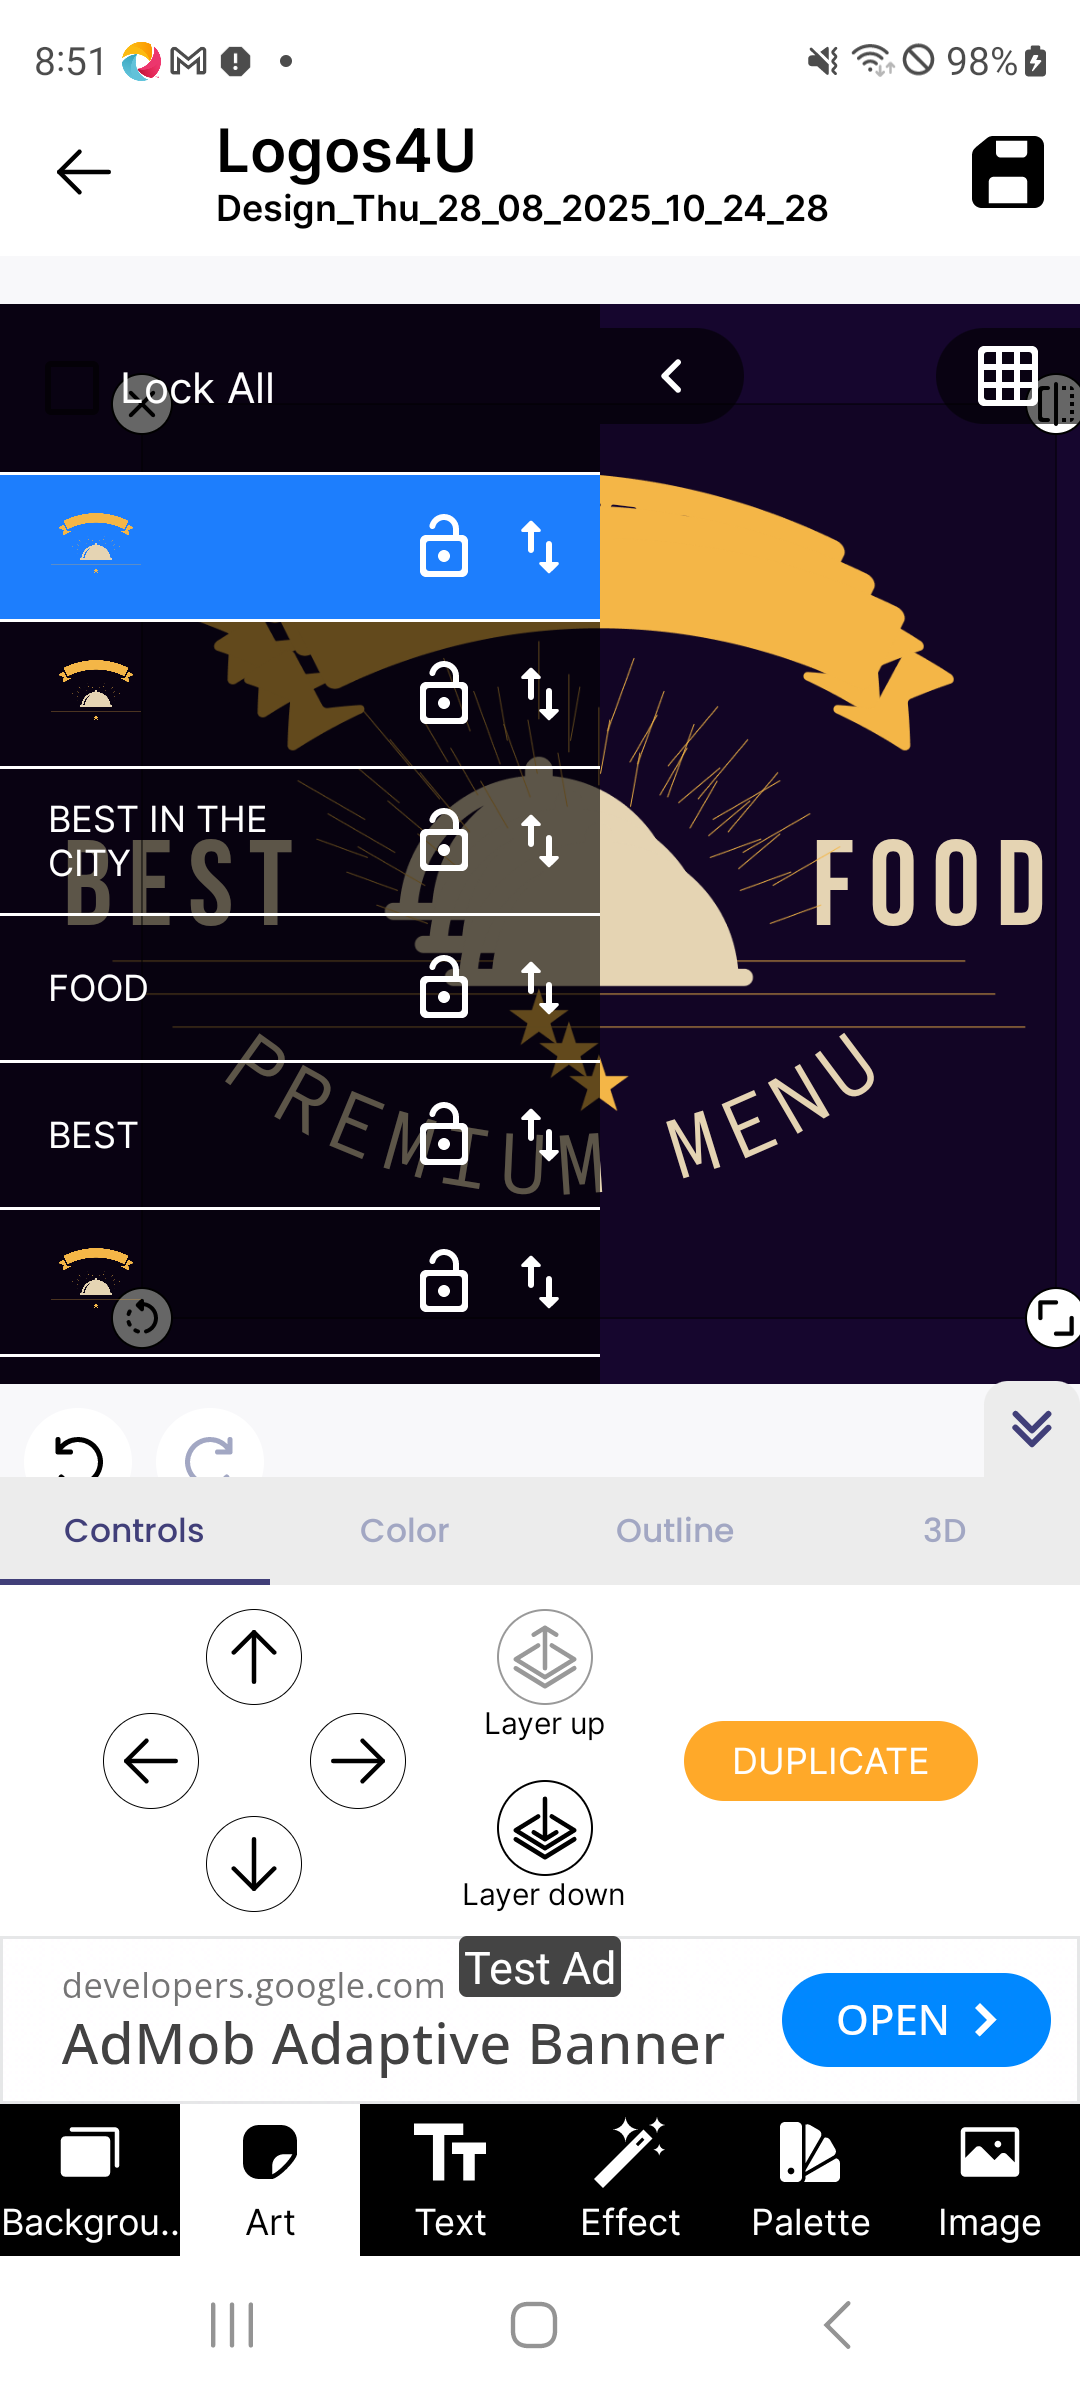 8:51
98%
Logos4U
Design_Thu_28_08_2025_10_24_28
Lock All
BEST IN THE
CITY
FOOD
BEST
BEST
FOOD
PREMIUM MENU
Controls
Color
Outline
3D
Layer up
DUPLICATE
Layer down
Test Ad
developers.google.com
AdMob Adaptive Banner
OPEN
Backgrou..
Art
Text
Effect
Palette
Image